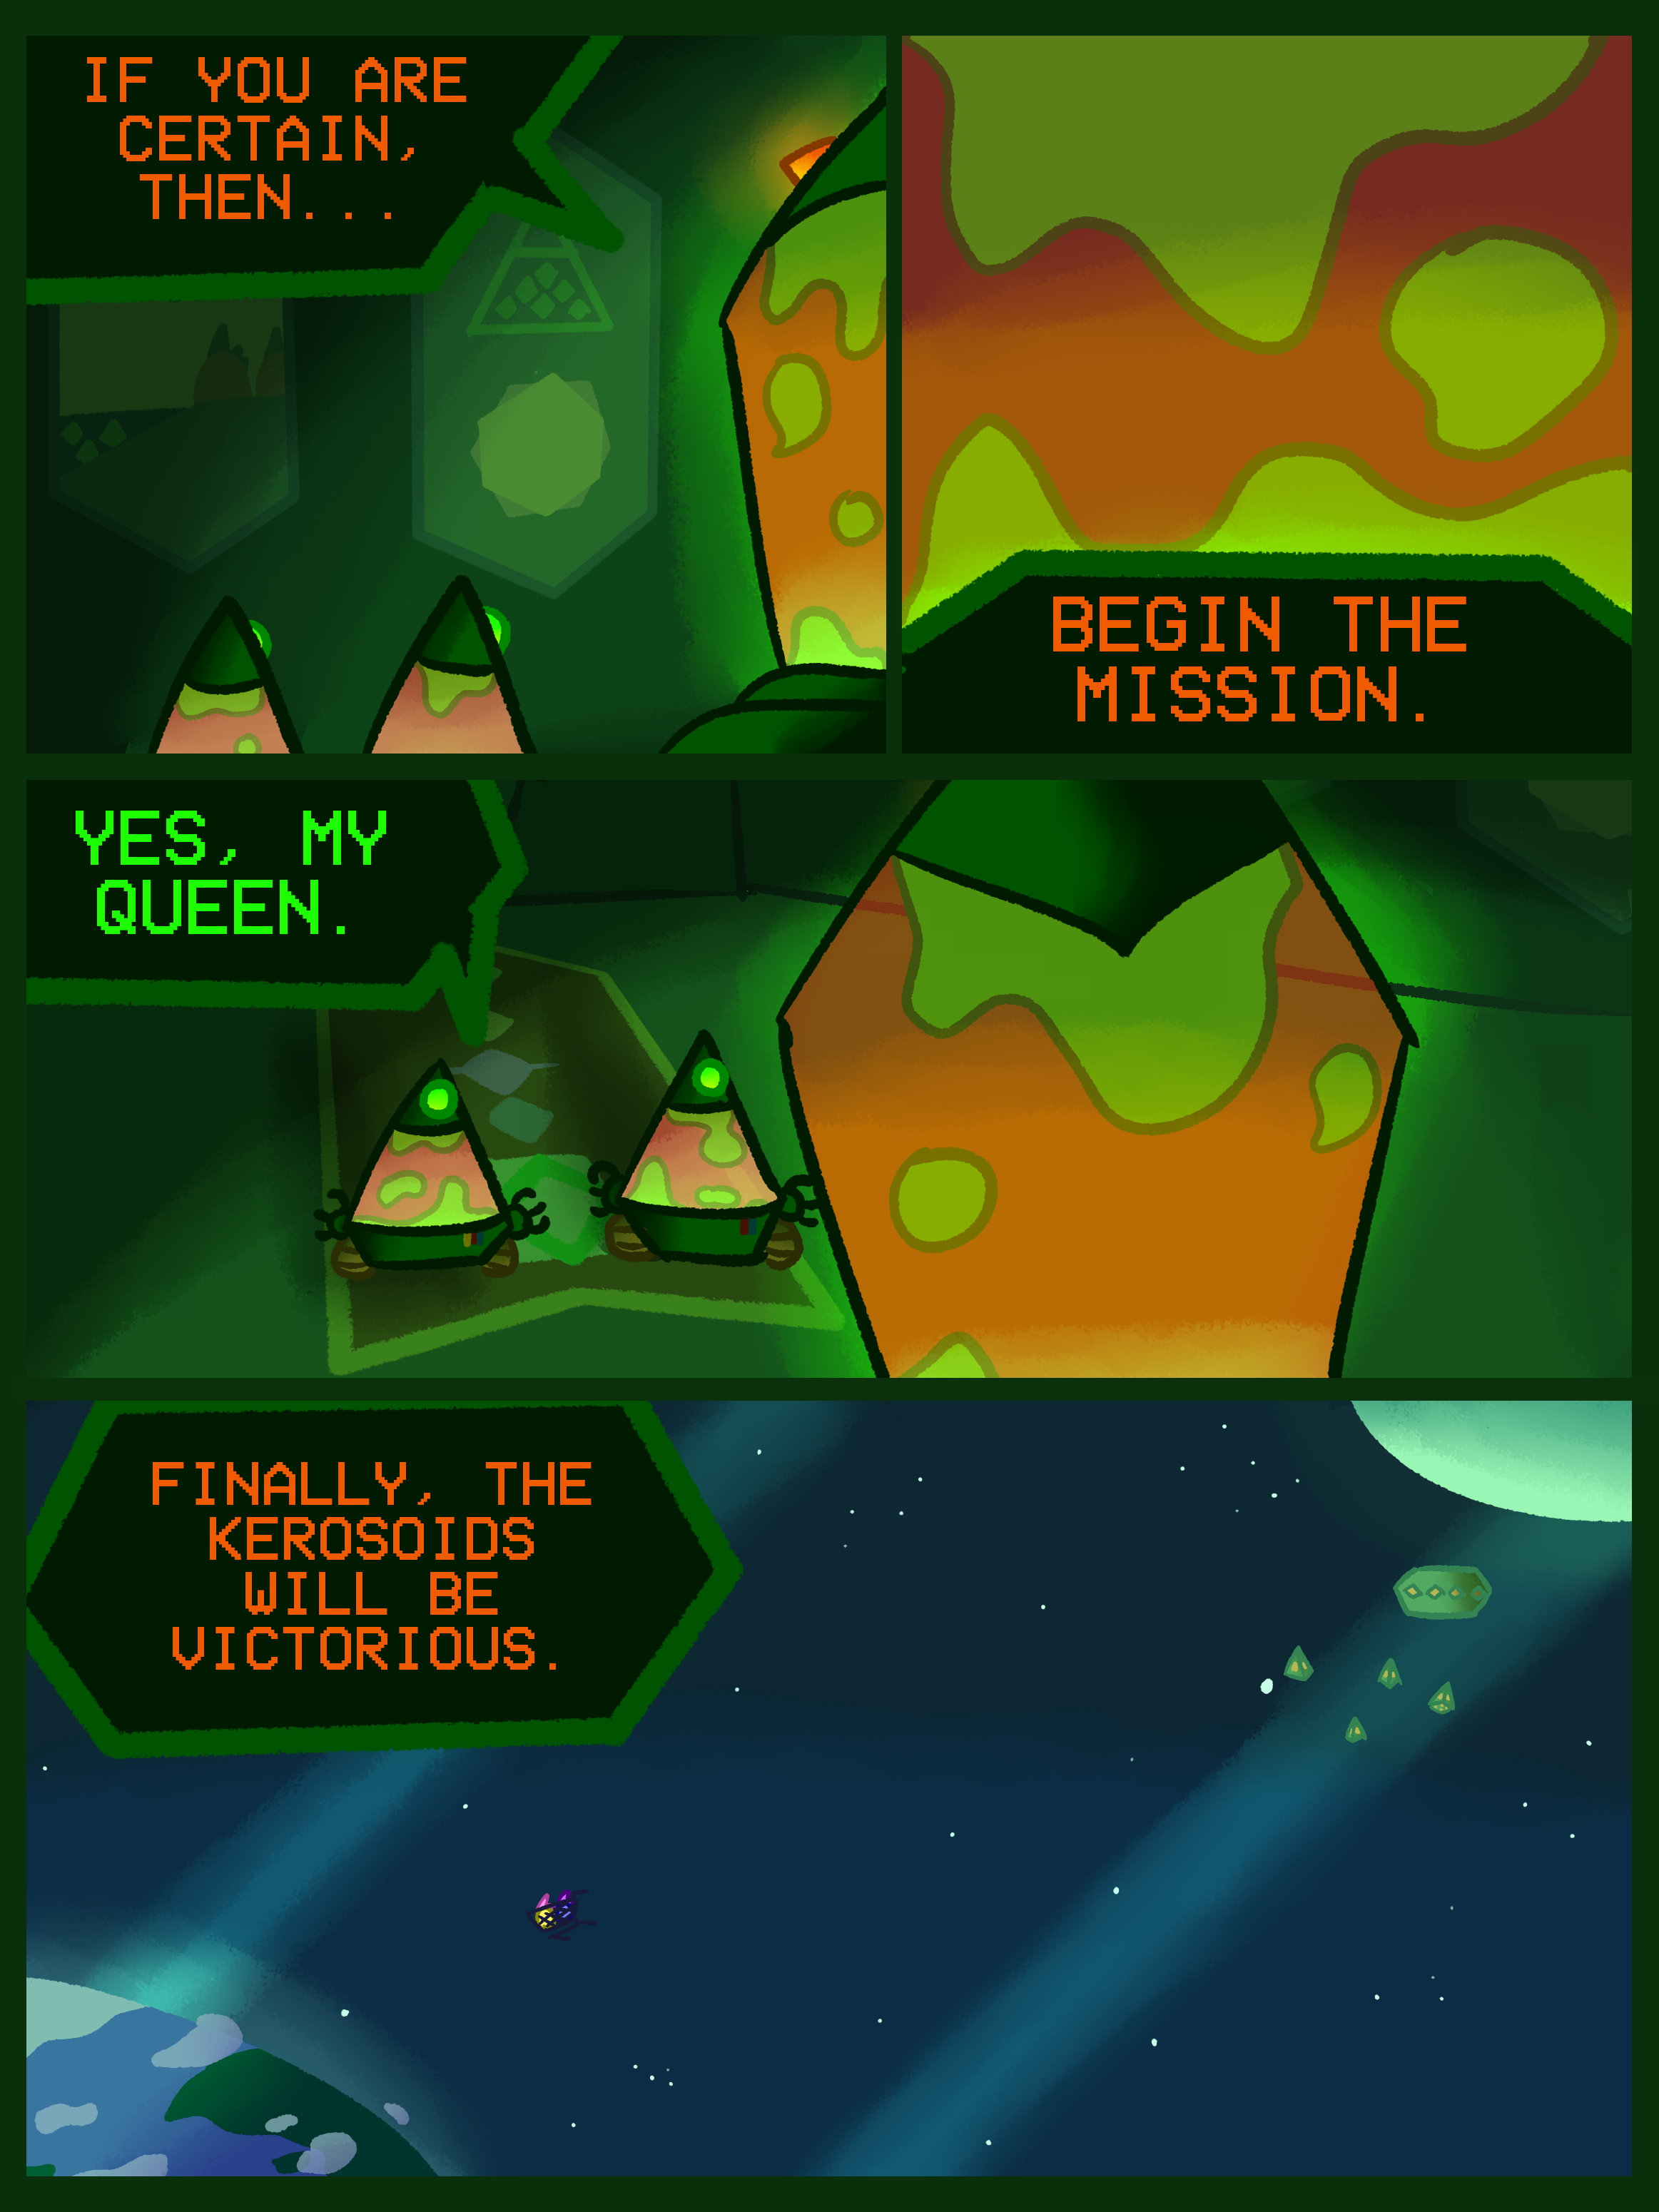 IF YOU ARE
CERTAIN,
THEN...
BEGIN THE
MISSION.
YES, MY
QUEEN.
FINALLY, THE
KEROSOIDS
WILL BE
VICTORIOUS.